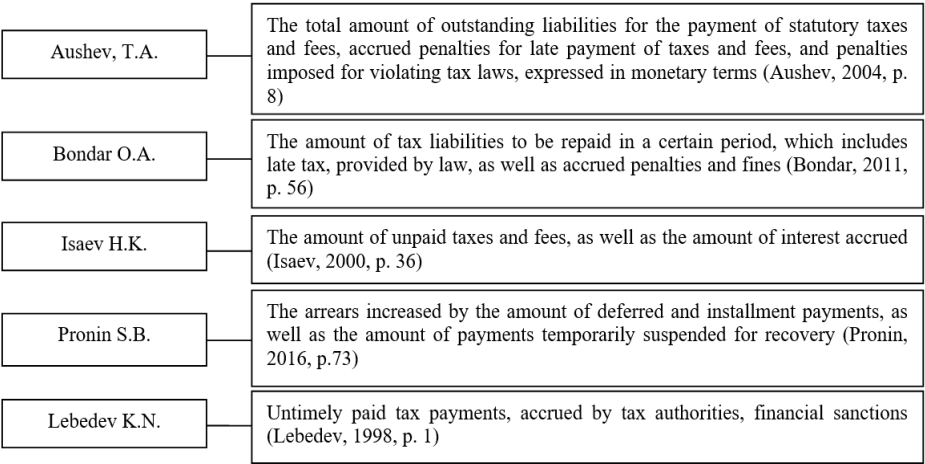 Aushev, T.A.
The total amount of outstanding liabilities for the payment of statutory taxes
and fees, accrued penalties for late payment of taxes and fees, and penalties
imposed for violating tax laws, expressed in monetary terms (Aushev, 2004, p.
8)
Bondar O.A.
The amount of tax liabilities to be repaid in a certain period, which includes
late tax, provided by law, as well as accrued penalties and fines (Bondar, 2011,
p. 56)
Isaev H.K.
The amount of unpaid taxes and fees, as well as the amount of interest accrued
(Isaev, 2000, p. 36)
Pronin S.B.
The arrears increased by the amount of deferred and installment payments, as
well as the amount of payments temporarily suspended for recovery (Pronin,
2016, p.73)
Lebedev K.N.
Untimely paid tax payments, accrued by tax authorities, financial sanctions
(Lebedev, 1998, p. 1)